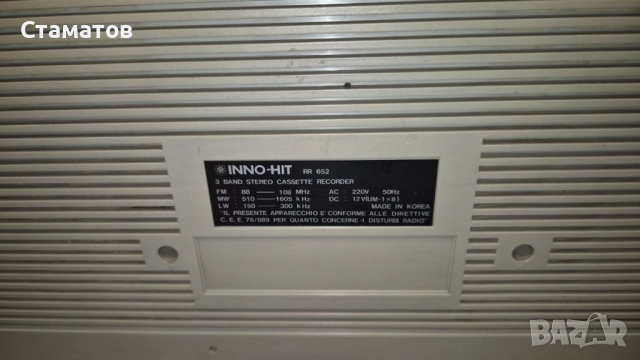 Стаматов
INNO-HIT RR 652
3 BAND STEREO CASSETTE RECORDER
FM : 88 — 108 MHz AC : 220V 50Hz
MW : 510 — 1605 kHz DC : 12V(UM-1×8)
LW : 150 — 300 kHz MADE IN KOREA
"IL PRESENTE APPARECCHIO E' CONFORME ALLE DIRETTIVE
C.E.E. 76/889 PER QUANTO CONCERNE-I DISTURBI RADIO"
BAZAR